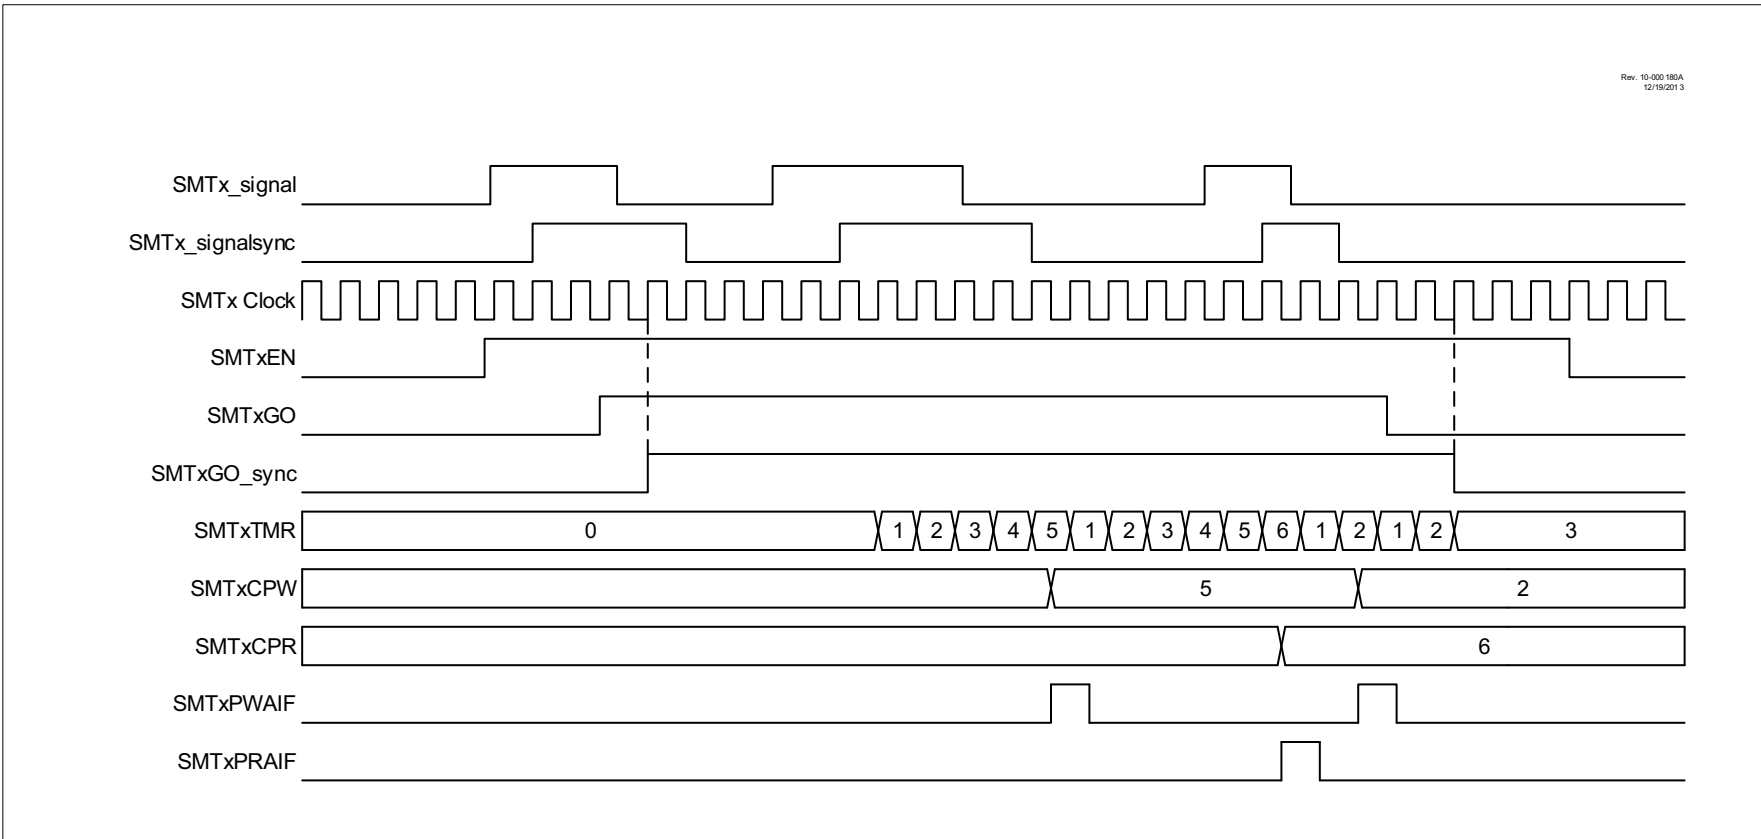 Rev. 10-000 180A
12/19/201 3
SMTx_signal
SMTx_signalsync
SMTx Clock
SMTxEN
SMTxGO
SMTxGO_sync
SMTxTMR 0 1 2 3 4 5 1 2 3 4 5 6 1 2 1 2 3
SMTxCPW 5 2
SMTxCPR 6
SMTxPWAIF
SMTxPRAIF